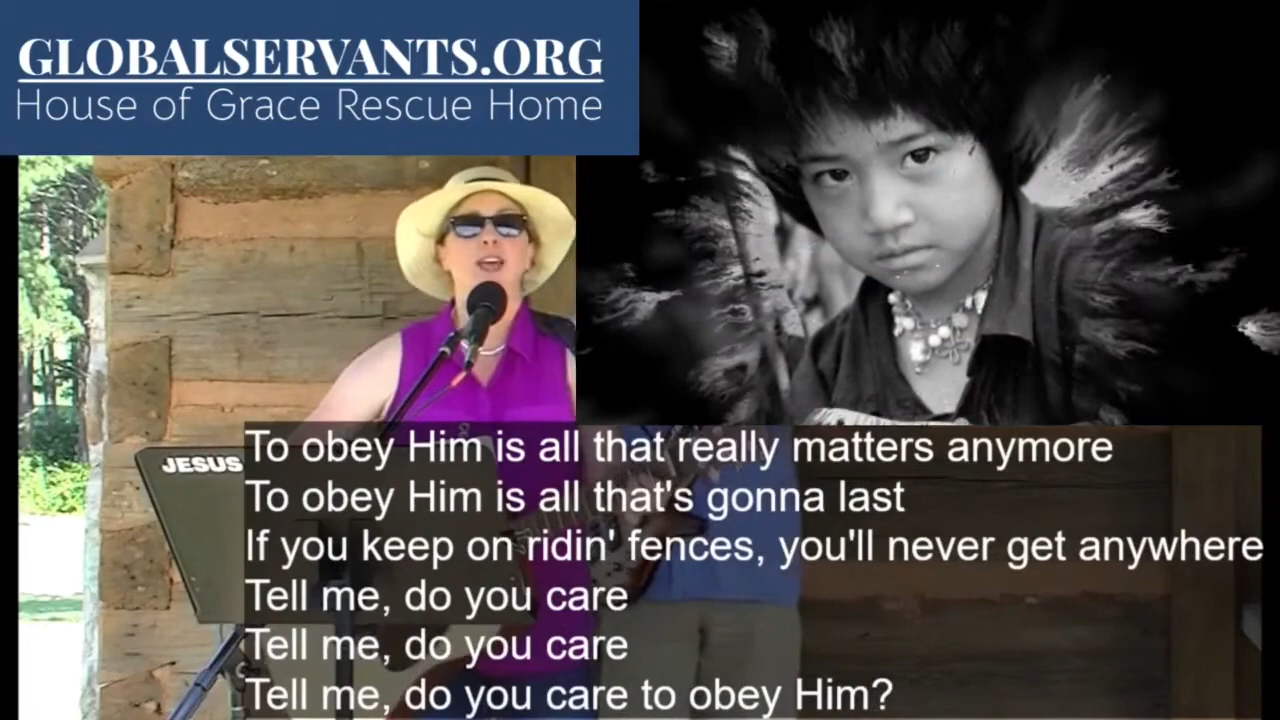 GLOBALSERVANTS.ORG
House of Grace Rescue Home
JESUS
To obey Him is all that really matters anymore
To obey Him is all that's gonna last
If you keep on ridin' fences, you'll never get anywhere
Tell me, do you care
Tell me, do you care
Tell me, do you care to obey Him?